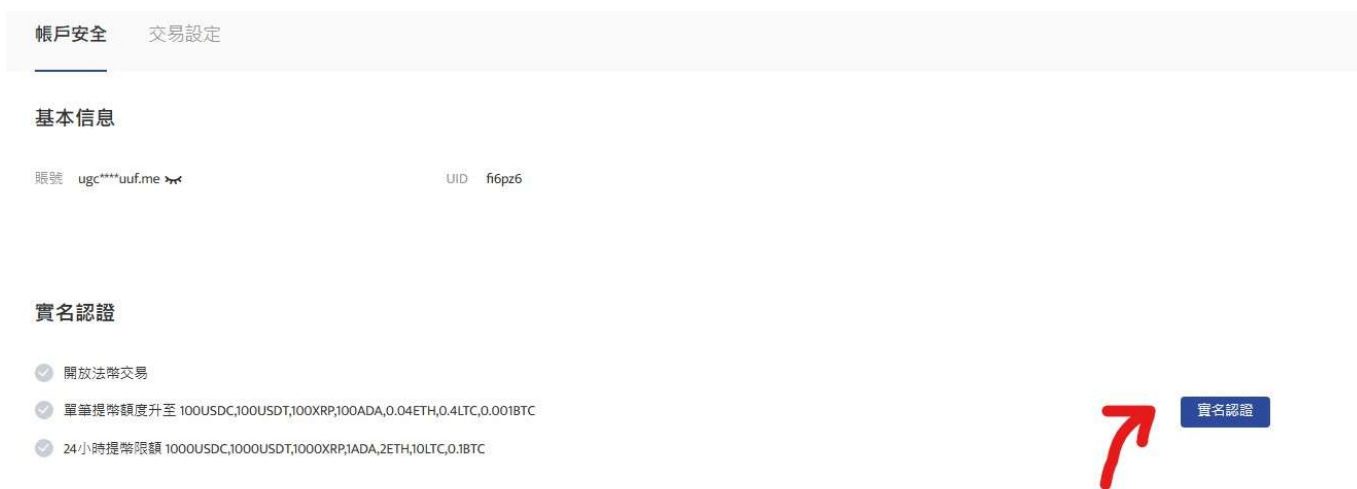 帳戶安全 交易設定
基本信息
賬號 ugc****uuf.me UID fi6pz6
實名認證
開放法幣交易
單筆提幣額度升至 100USDC,100USDT,100XRP,100ADA,0.04ETH,0.4LTC,0.001BTC
實名認證
24小時提幣限額 1000USDC,1000USDT,1000XRP,1ADA,2ETH,10LTC,0.1BTC